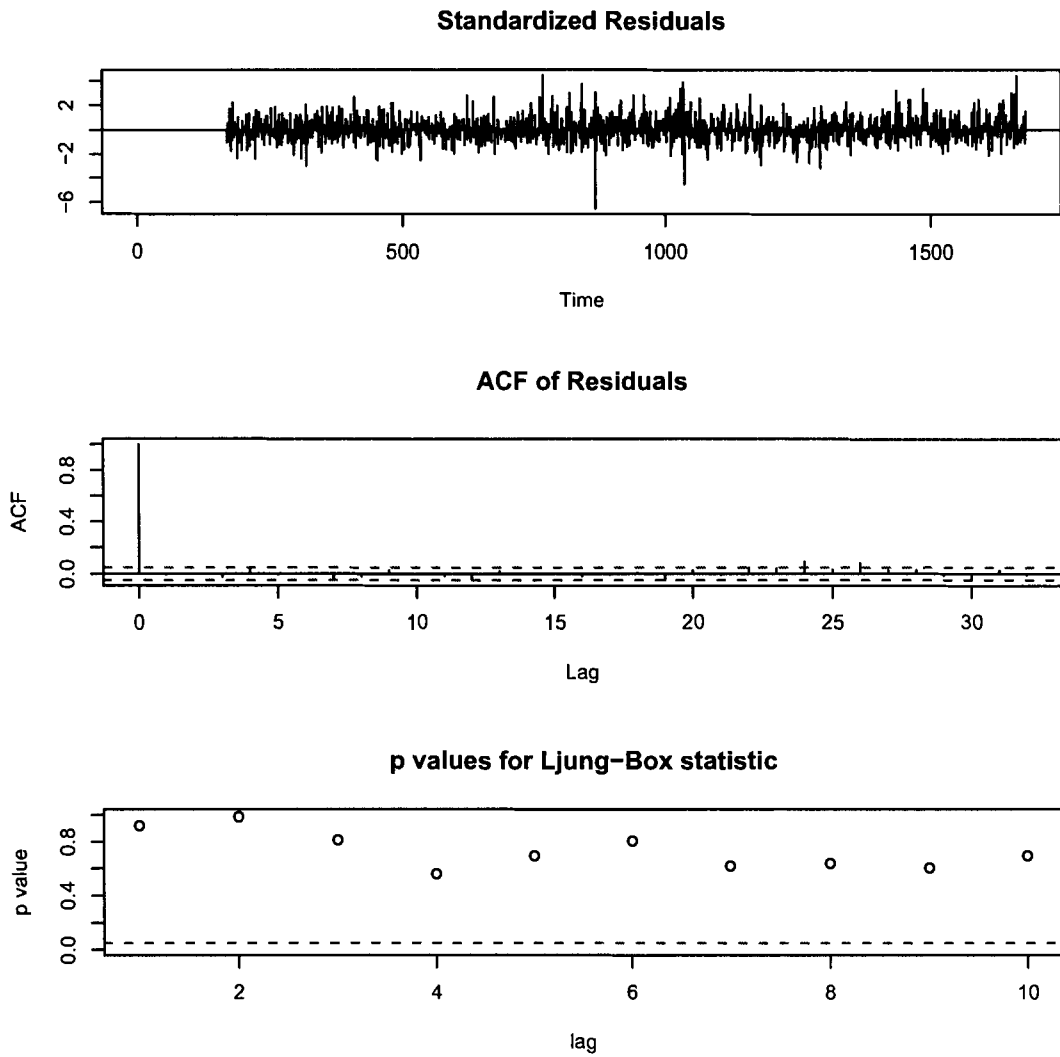 Standardized Residuals
2
-2
-6
0 500 1000 1500
Time
ACF of Residuals
ACF
0.8
0.4
0.0
0 5 10 15 20 25 30
Lag
p values for Ljung-Box statistic
p value
0.8
0.4
0.0
2 4 6 8 10
lag